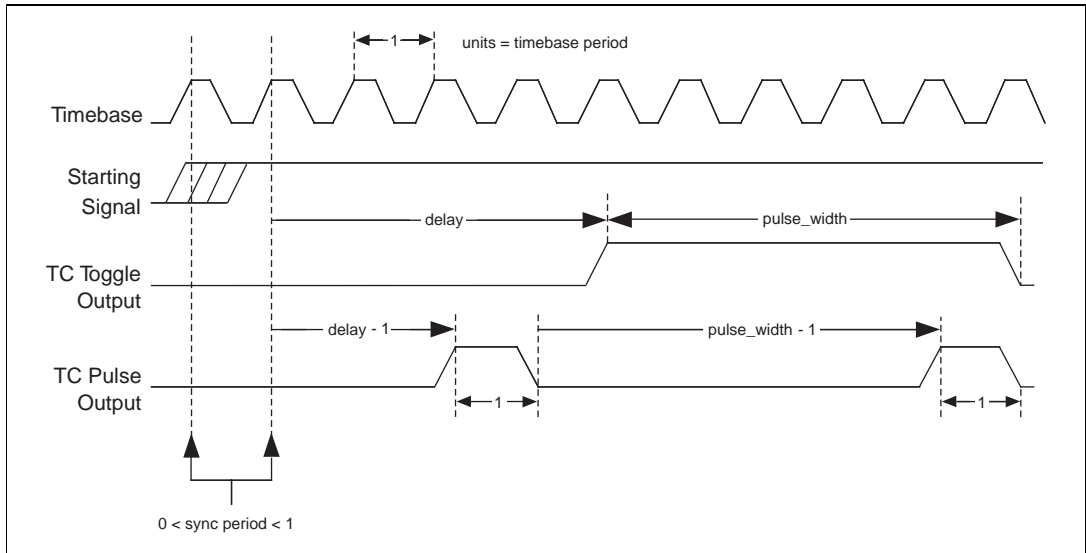 1
units = timebase period
Timebase
Starting
Signal
delay
pulse_width
TC Toggle
Output
delay - 1
pulse_width - 1
TC Pulse
Output
1
1
0 < sync period < 1